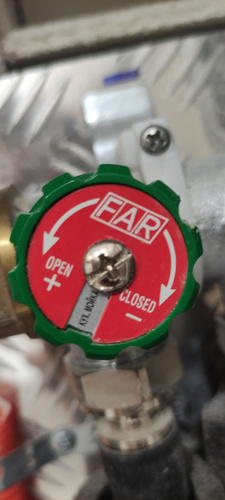 FAR
OPEN
+
CLOSED
-